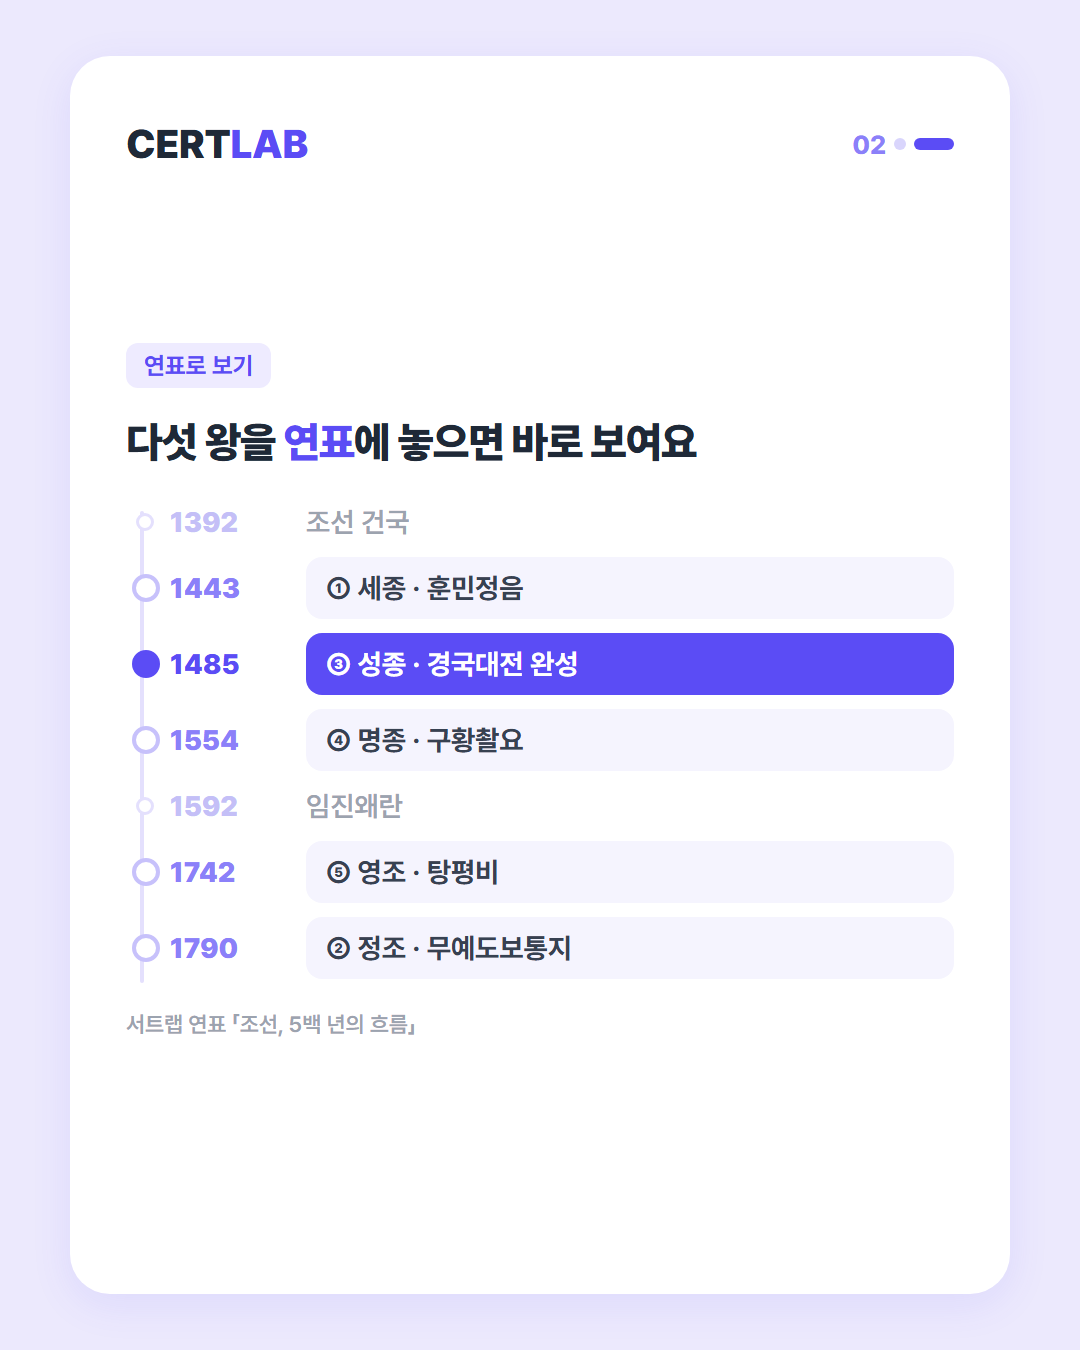 CERTLAB
02
연표로 보기
다섯 왕을 연표에 놓으면 바로 보여요
1392 조선 건국
1443 ① 세종 · 훈민정음
1485 ③ 성종 · 경국대전 완성
1554 ④ 명종 · 구황촬요
1592 임진왜란
1742 ⑤ 영조 · 탕평비
1790 ② 정조 · 무예도보통지
서트랩 연표 「조선, 5백 년의 흐름」